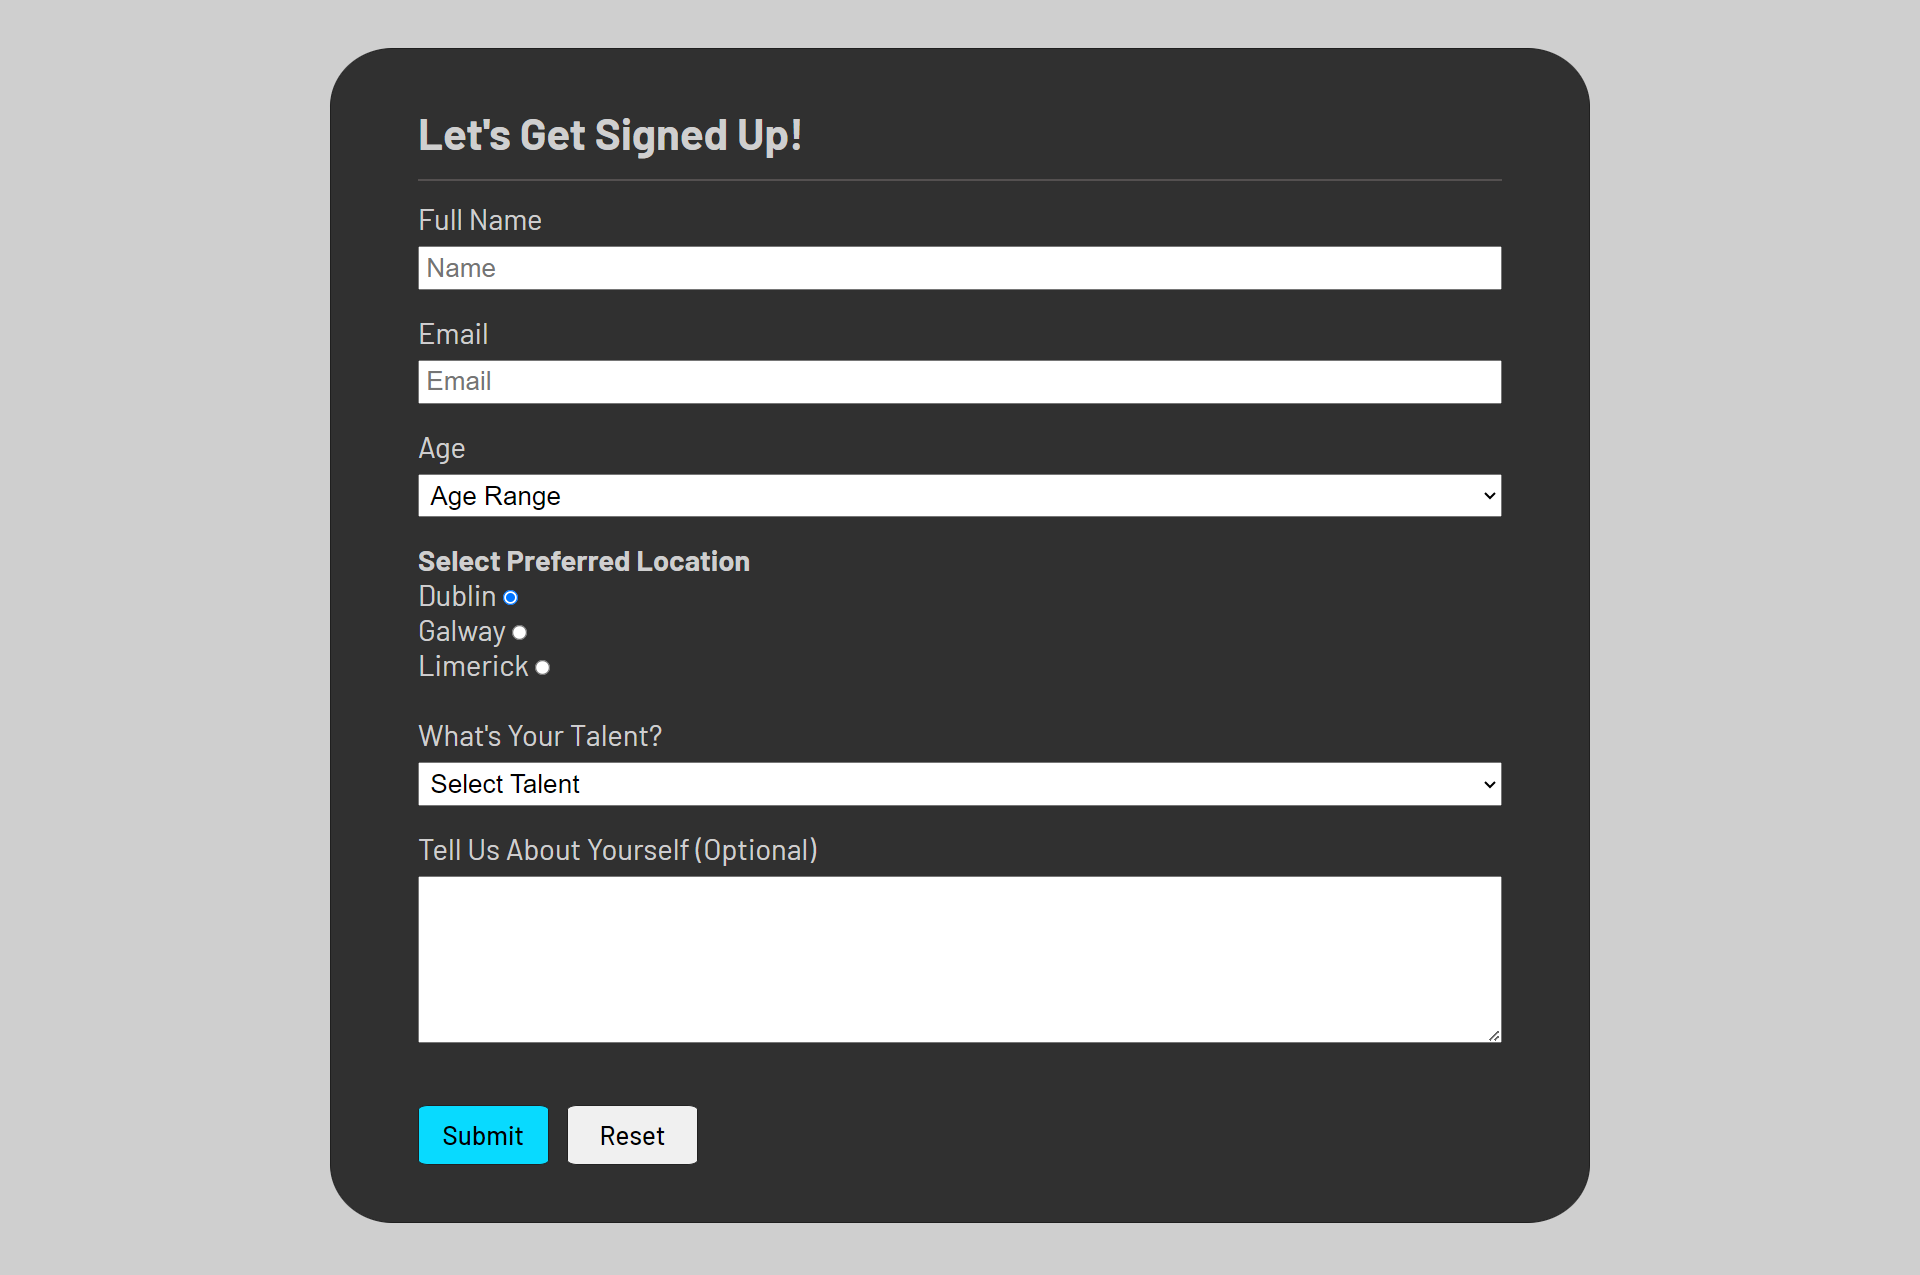 Let's Get Signed Up!
Full Name
Name
Email
Email
Age
Age Range
Select Preferred Location
Dublin
Galway
Limerick
What's Your Talent?
Select Talent
Tell Us About Yourself (Optional)
Submit Reset